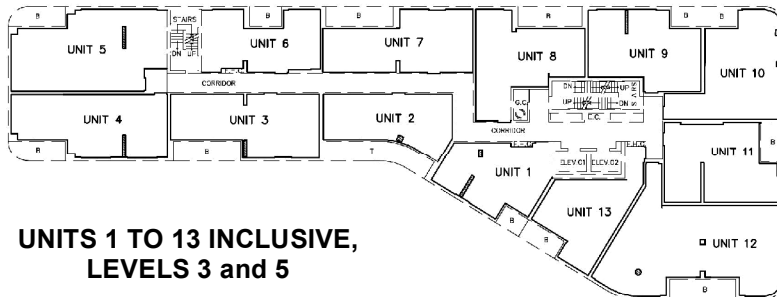 B
B
B
B
B
STAIRS
UNIT 5
UNIT 6
UNIT 7
UNIT 8
UNIT 9
UNIT 10
DN
UP
CORRIDOR
DN
UP
STAIRS
G.C.
UP
DN
E.C.
UNIT 4
UNIT 3
UNIT 2
CORRIDOR
B
B
B
T
F.H.C.
F.H.C.
UNIT 11
B
ELEV.01
ELEV.02
UNIT 1
B
UNIT 13
B
UNIT 12
B
UNITS 1 TO 13 INCLUSIVE,
LEVELS 3 and 5